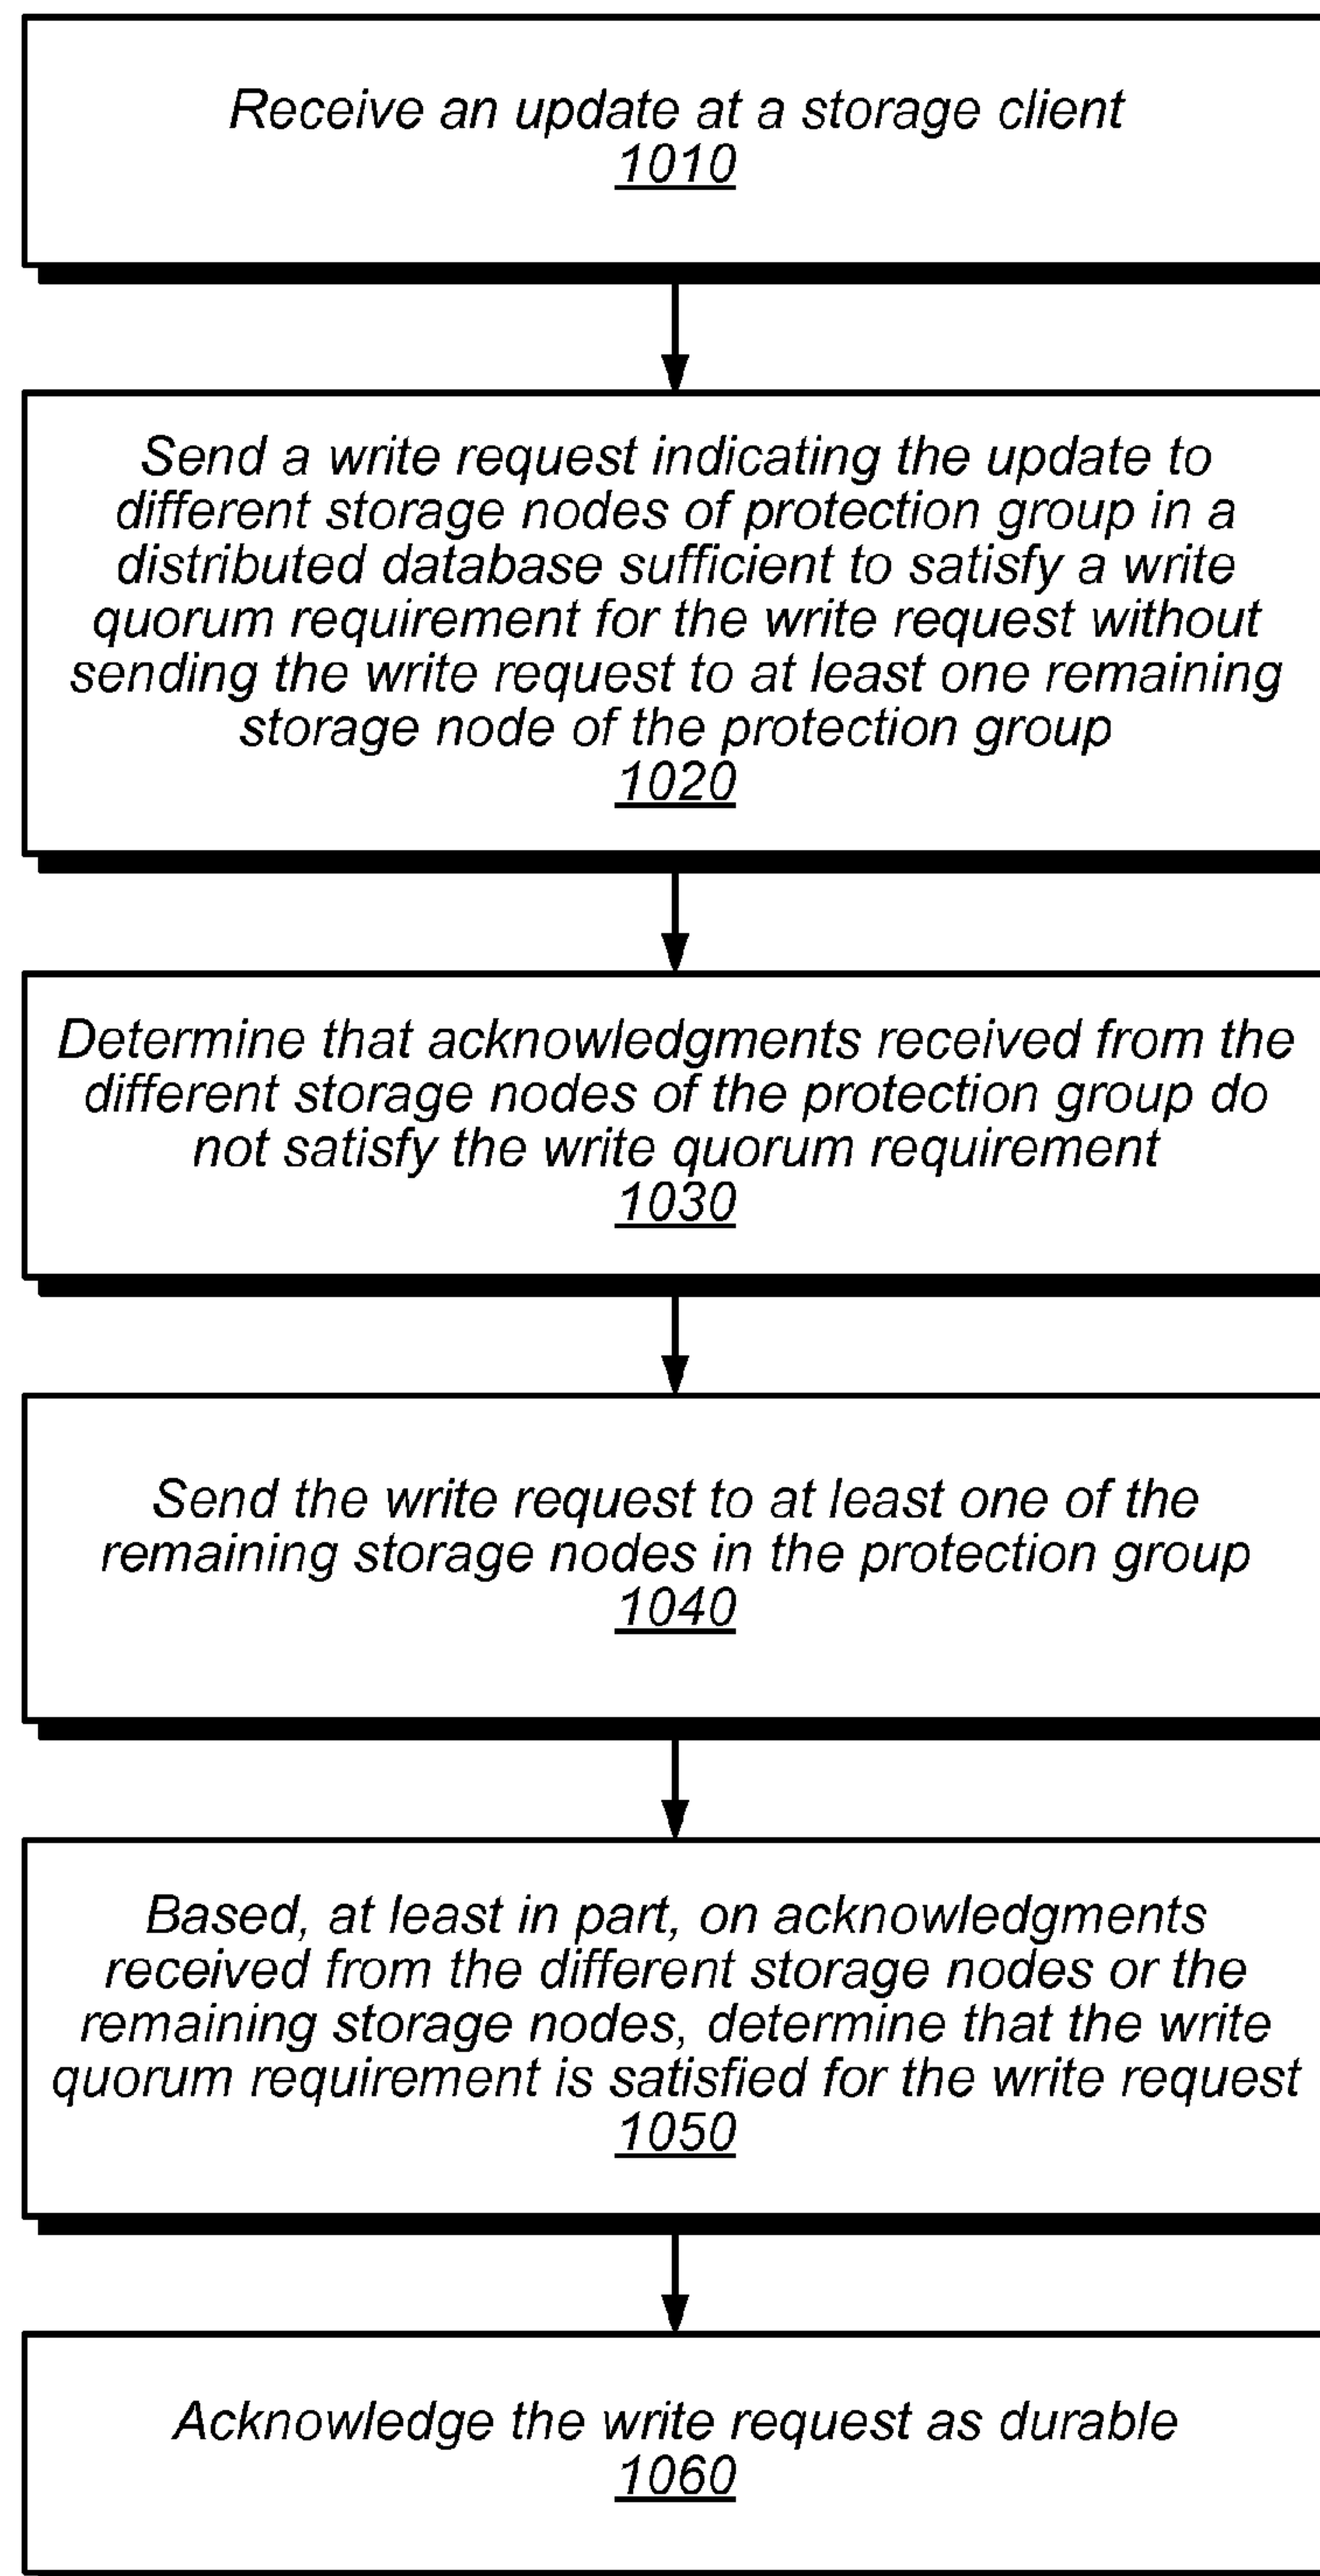 Receive an update at a storage client
1010
Send a write request indicating the update to
different storage nodes of protection group in a
distributed database sufficient to satisfy a write
quorum requirement for the write request without
sending the write request to at least one remaining
storage node of the protection group
1020
Determine that acknowledgments received from the
different storage nodes of the protection group do
not satisfy the write quorum requirement
1030
Send the write request to at least one of the
remaining storage nodes in the protection group
1040
Based, at least in part, on acknowledgments
received from the different storage nodes or the
remaining storage nodes, determine that the write
quorum requirement is satisfied for the write request
1050
Acknowledge the write request as durable
1060